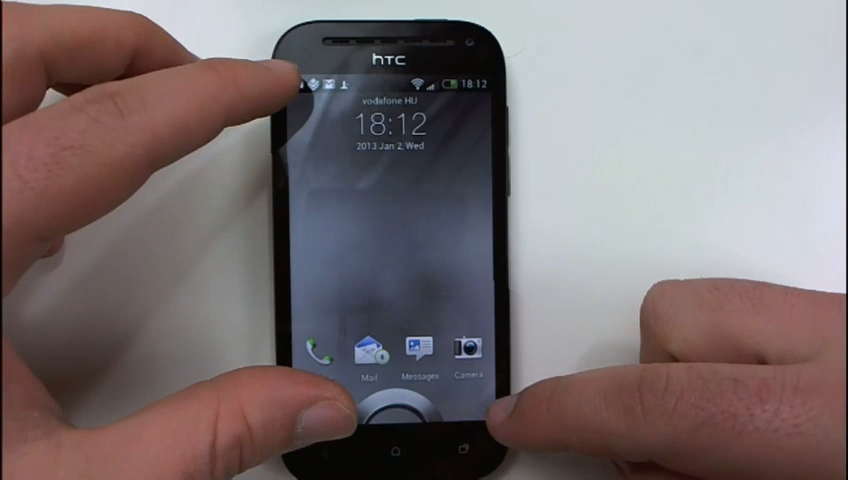 hTC
18:12
vodafone HU
18:12
2013 Jan 2, Wed
Mail
Messages
Camera